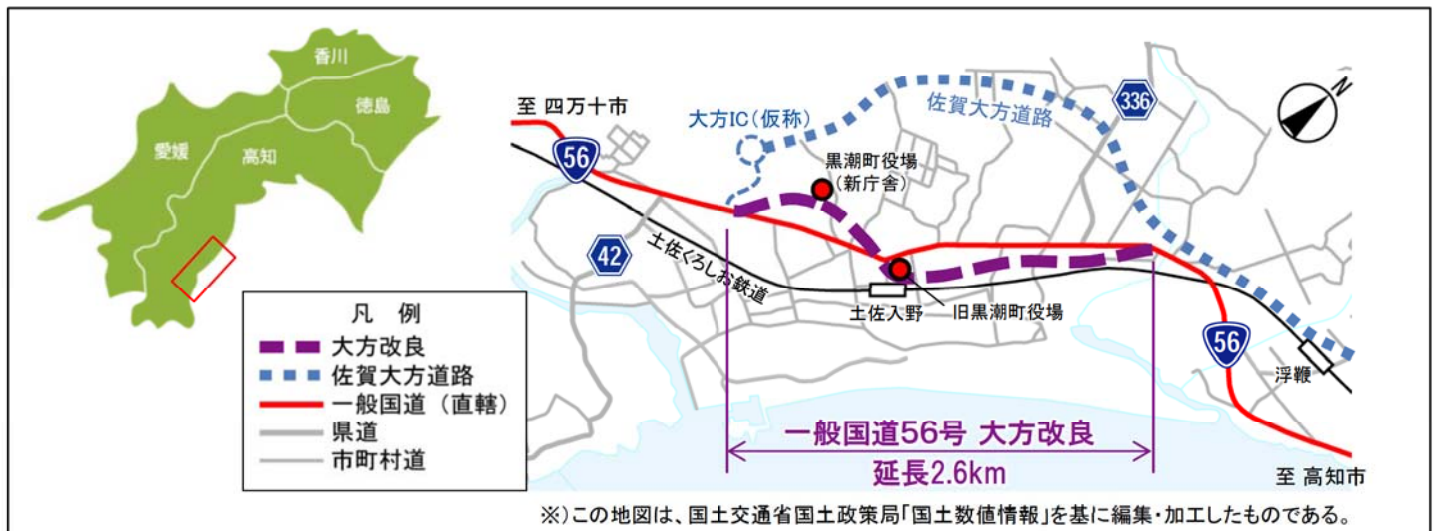 香川
徳島
愛媛
高知
凡 例
大方改良
佐賀大方道路
一般国道（直轄）
県道
市町村道
至 四万十市
56
大方IC（仮称）
佐賀大方道路
336
N
黒潮町役場
（新庁舎）
42
土佐くろしお鉄道
土佐入野
旧黒潮町役場
56
浮鞭
一般国道56号 大方改良
延長2.6km
至 高知市
※）この地図は、国土交通省国土政策局「国土数値情報」を基に編集・加工したものである。